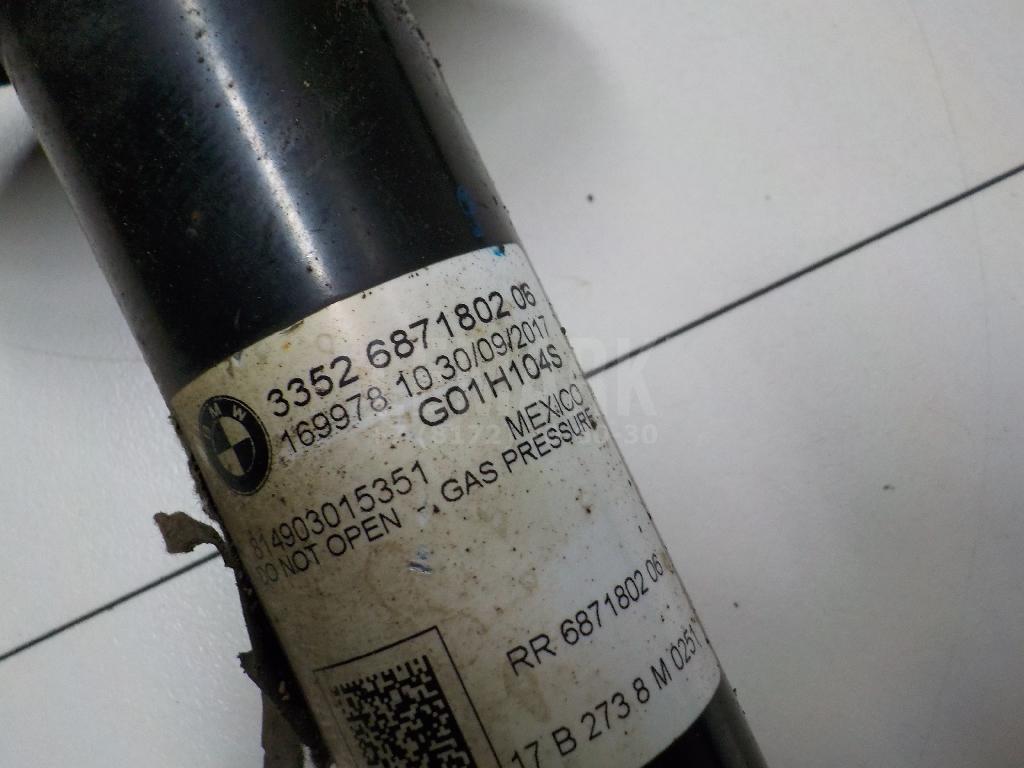 BMW
3352 6871802 06
169978 10 30/09/2017
G01H104S
MEXICO
814903015351
DO NOT OPEN - GAS PRESSURE
RR 6871802 06
17 B 273 8 M 0251